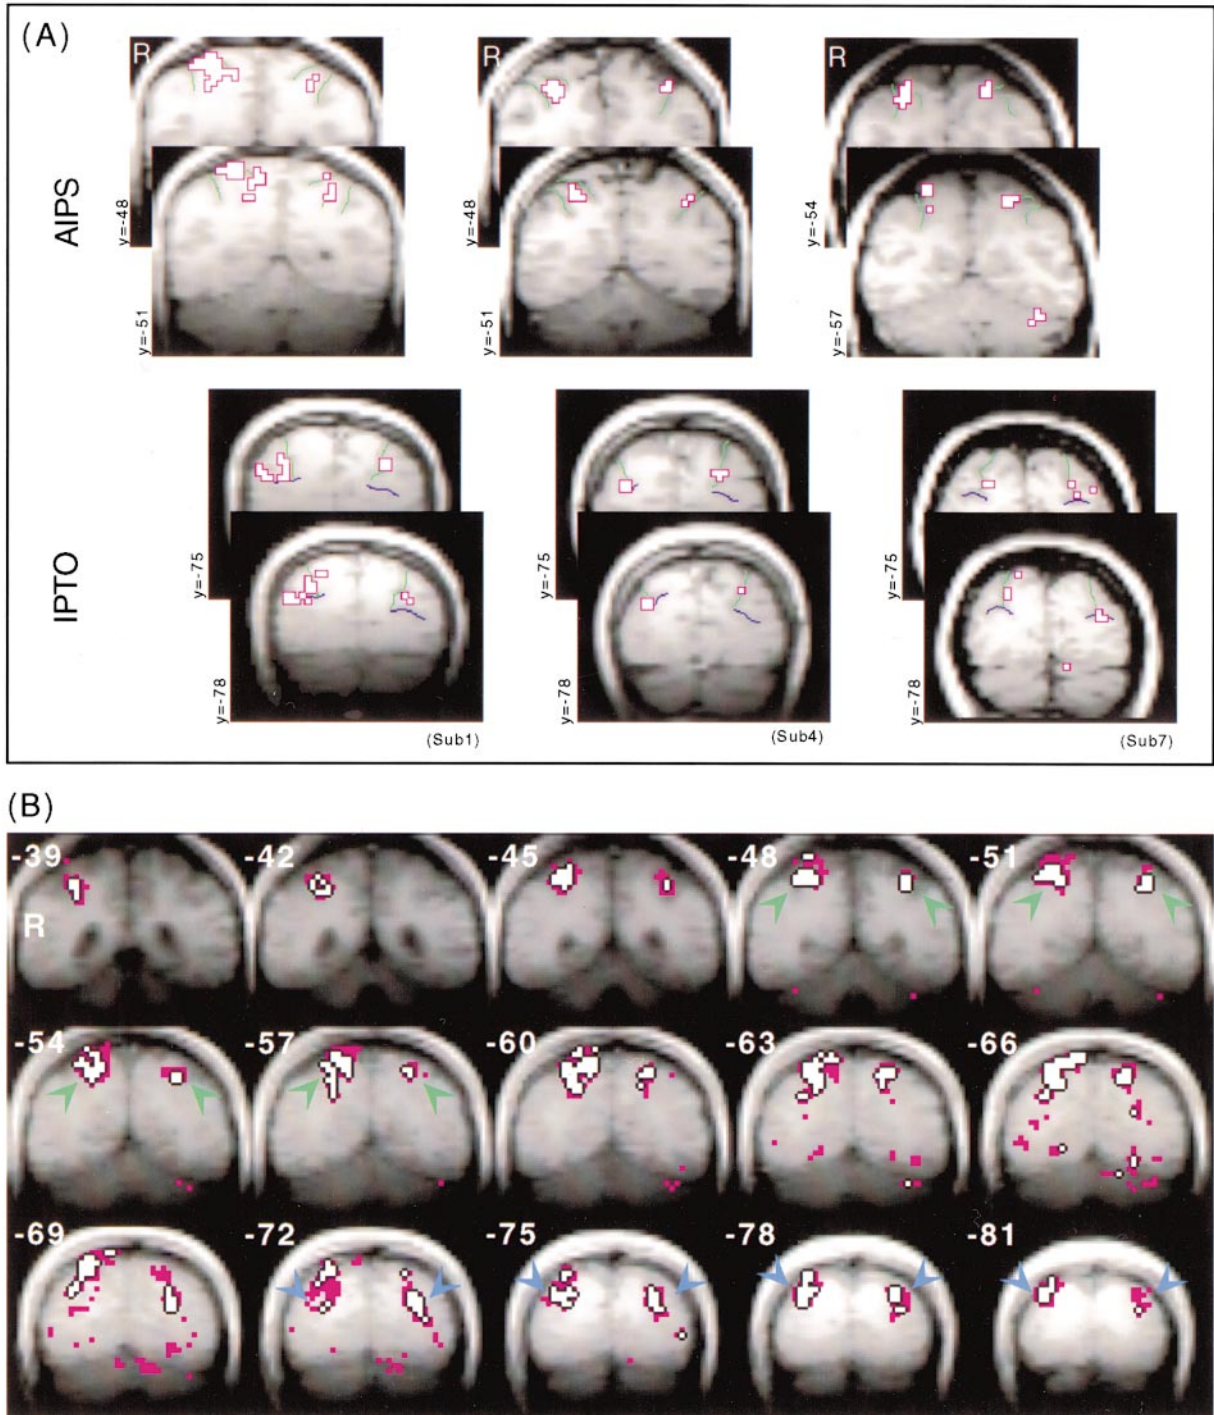 (A)
R
R
R
AIPS
y=-48
y=-48
y=-54
y=-51
y=-51
y=-57
IPTO
y=-75
y=-75
y=-75
y=-78
y=-78
y=-78
(Sub1)
(Sub4)
(Sub7)
(B)
-39
-42
-45
-48
-51
R
-54
-57
-60
-63
-66
-69
-72
-75
-78
-81